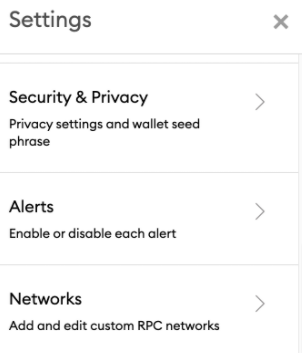 Settings
Security & Privacy
Privacy settings and wallet seed
phrase
Alerts
Enable or disable each alert
Networks
Add and edit custom RPC networks